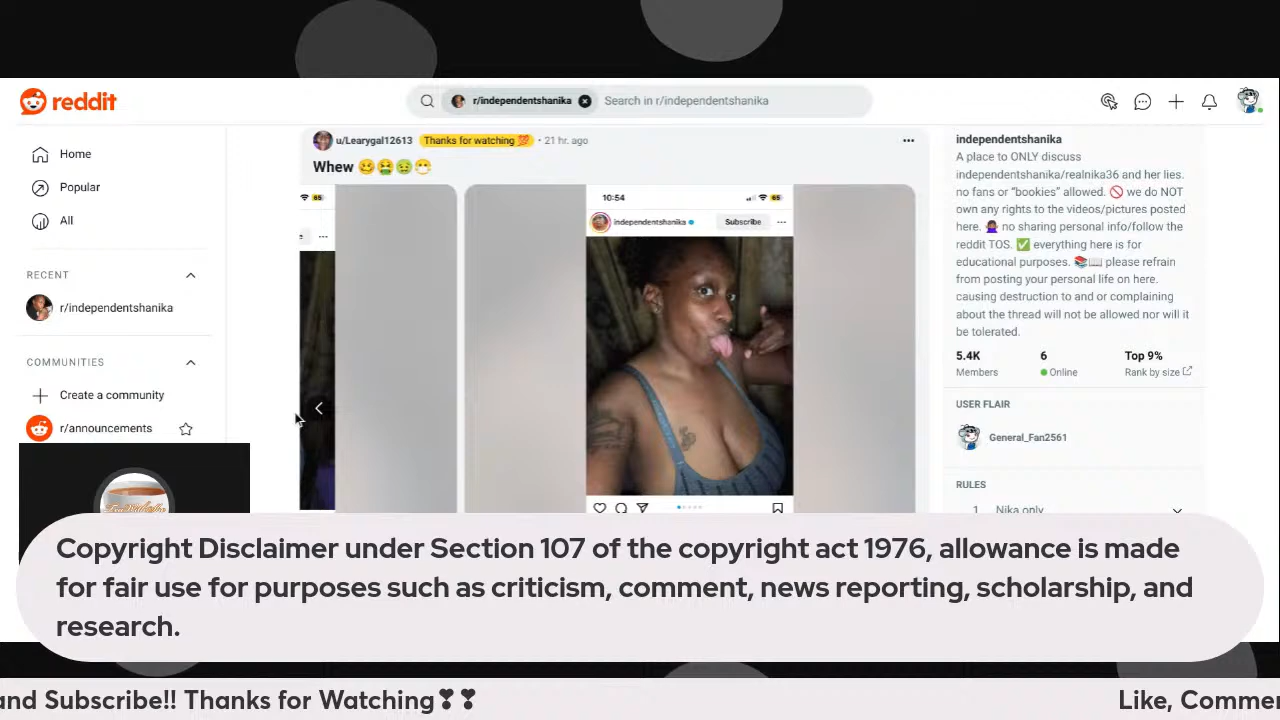 reddit
r/independentshanika
Search in r/independentshanika
Home
Popular
All
RECENT
r/independentshanika
COMMUNITIES
Create a community
r/announcements
u/Learygal12613 Thanks for watching 💯 • 21 hr. ago
Whew 🥴🤮🤢😷
65
10:54
65
independentshanika
Subscribe
independentshanika
A place to ONLY discuss
independentshanika/realnika36 and her lies.
no fans or “bookies” allowed. 🚫 we do NOT
own any rights to the videos/pictures posted
here. 🙅🏾‍♀️ no sharing personal info/follow the
reddit TOS. ✅ everything here is for
educational purposes. 📚📖 please refrain
from posting your personal life on here.
causing destruction to and or complaining
about the thread will not be allowed nor will it
be tolerated.
5.4K 6 Top 9%
Members Online Rank by size
USER FLAIR
General_Fan2561
RULES
1 Nika only
Copyright Disclaimer under Section 107 of the copyright act 1976, allowance is made
for fair use for purposes such as criticism, comment, news reporting, scholarship, and
research.
and Subscribe!! Thanks for Watching❣❣
Like, Commen